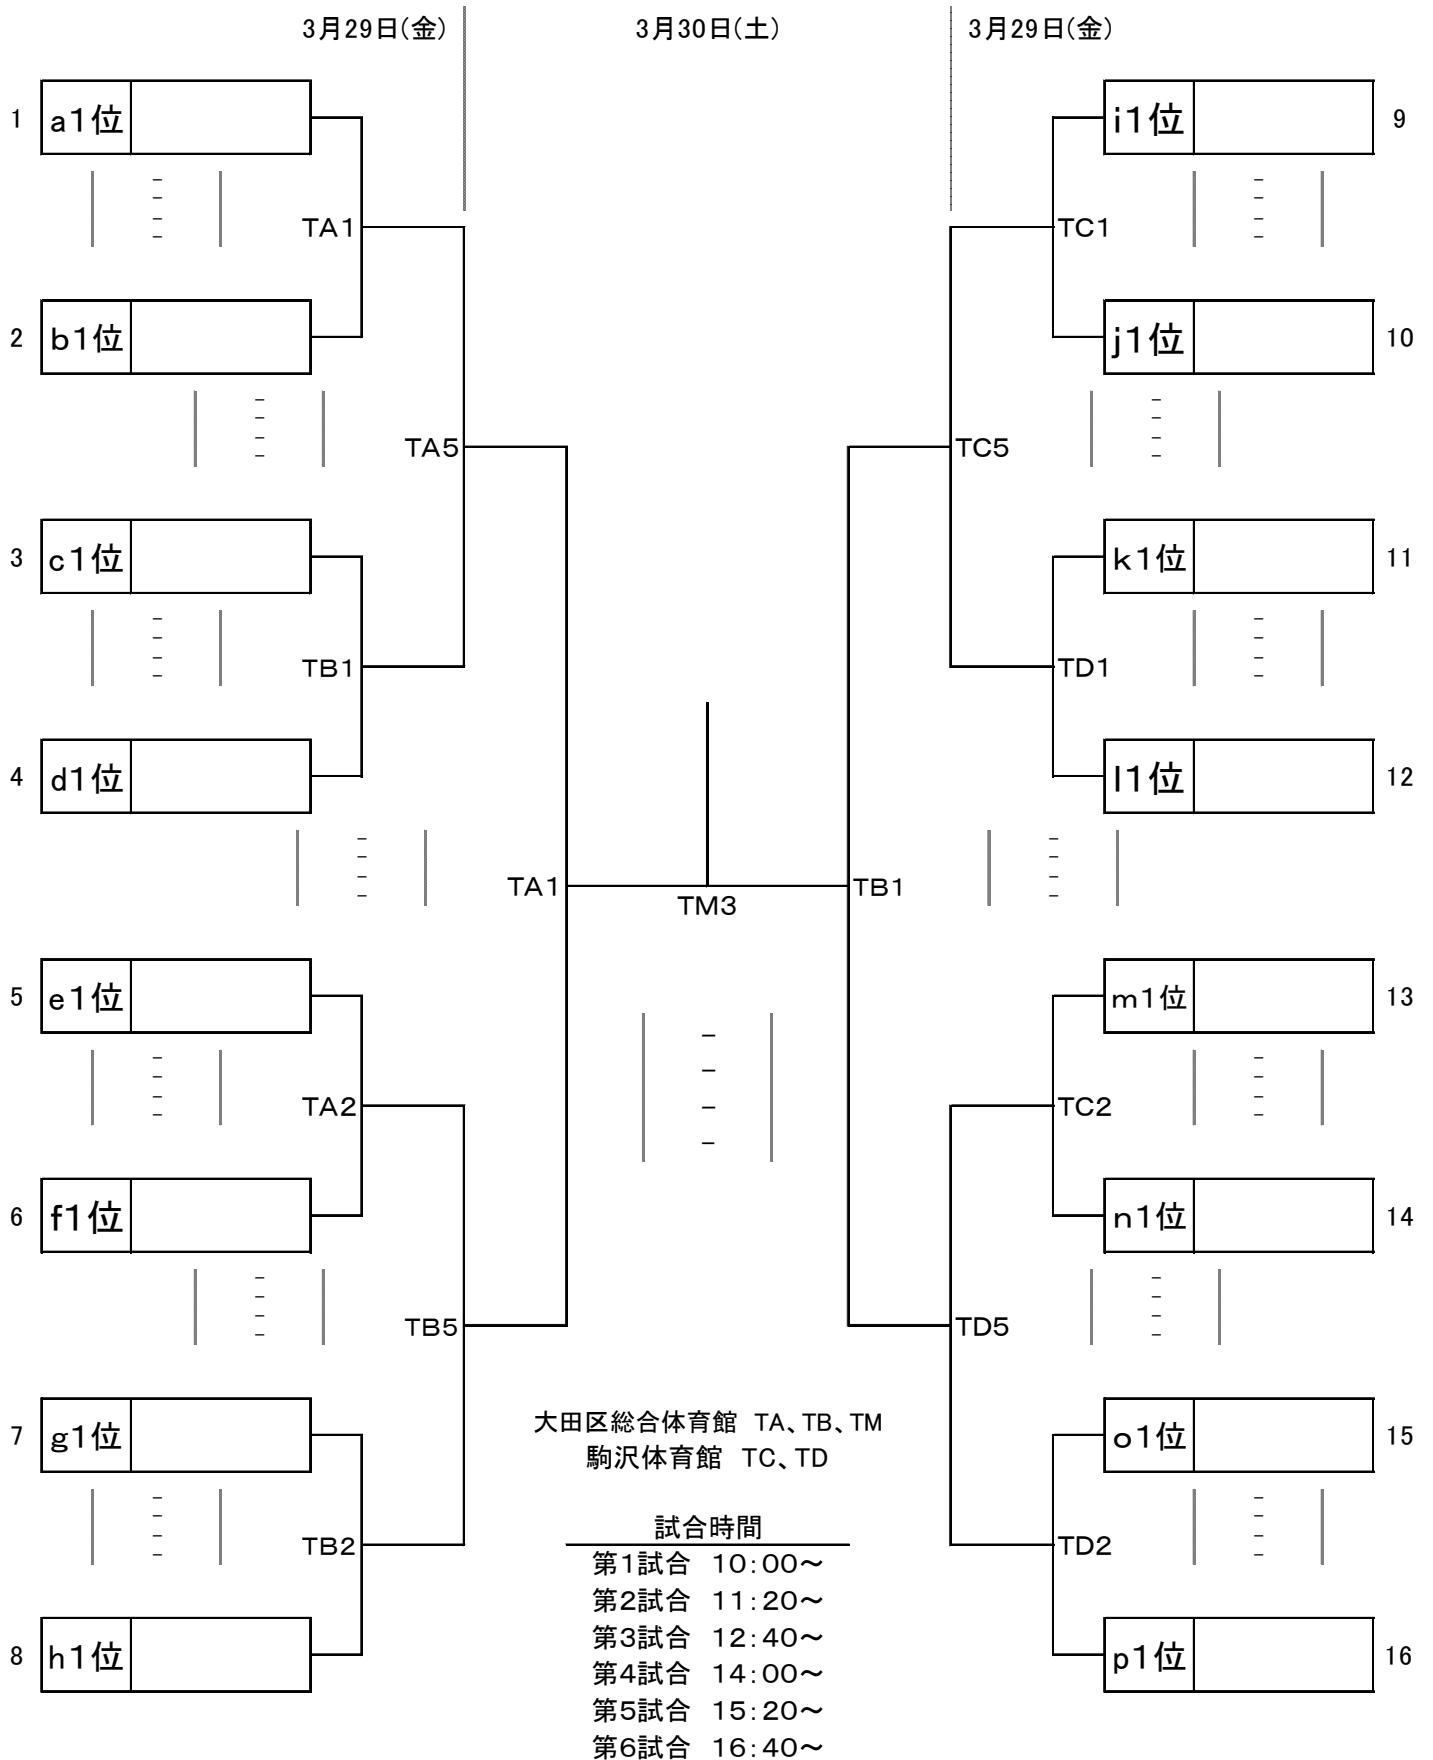 3月29日(金) 3月30日(土) 3月29日(金)
1 a1位 i1位 9
TA1 TC1
2 b1位 j1位 10
TA5 TC5
3 c1位 k1位 11
TB1 TD1
4 d1位 l1位 12
TA1 TB1
TM3
5 e1位 m1位 13
TA2 TC2
6 f1位 n1位 14
TB5 TD5
7 g1位 o1位 15
大田区総合体育館 TA、TB、TM
駒沢体育館 TC、TD
試合時間
TB2 TD2
第1試合 10:00～
第2試合 11:20～
第3試合 12:40～
8 h1位 p1位 16
第4試合 14:00～
第5試合 15:20～
第6試合 16:40～